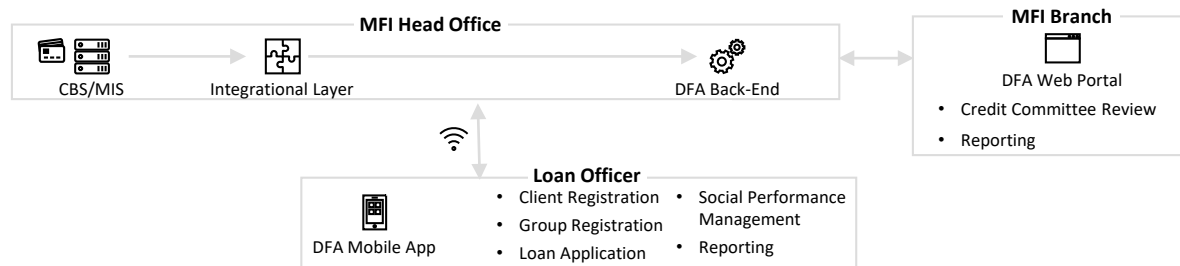 MFI Head Office
CBS/MIS
Integrational Layer
DFA Back-End
MFI Branch
DFA Web Portal
• Credit Committee Review
• Reporting
Loan Officer
DFA Mobile App
• Client Registration
• Group Registration
• Loan Application
• Social Performance
Management
• Reporting